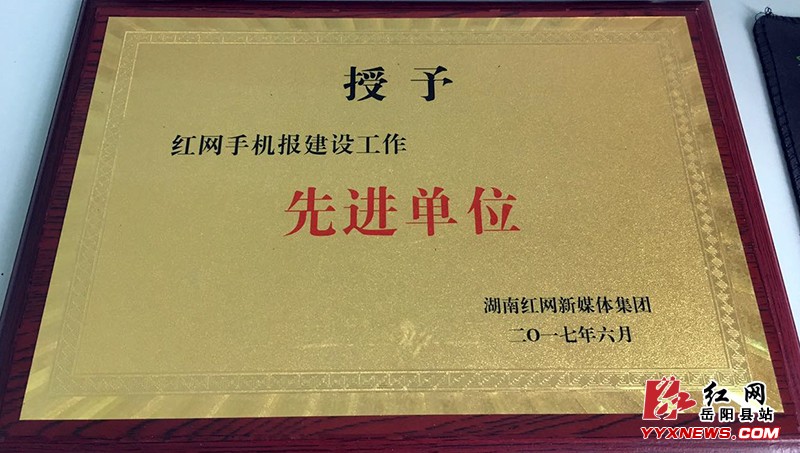 授予
红网手机报建设工作
先进单位
湖南红网新媒体集团
二O一七年六月
红网
岳阳县站
YYXNEWS.COM